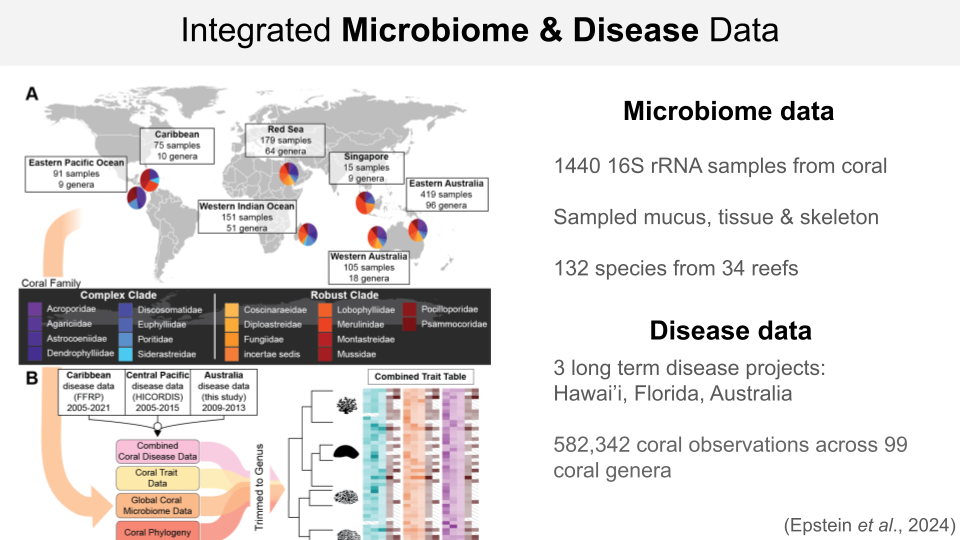 Integrated Microbiome & Disease Data
A
Caribbean
75 samples
10 genera
Red Sea
179 samples
64 genera
Singapore
15 samples
9 genera
Eastern Pacific Ocean
91 samples
9 genera
Eastern Australia
419 samples
96 genera
Western Indian Ocean
151 samples
51 genera
Western Australia
105 samples
18 genera
Coral Family
Complex Clade
Acroporidae
Agariciidae
Astrocoeniidae
Dendrophylliidae
Discosomatidae
Euphylliidae
Poritidae
Siderastreidae
Robust Clade
Coscinaraeidae
Diploastreidae
Fungiidae
incertae sedis
Lobophylliidae
Merulinidae
Montastreidae
Mussidae
Pocilloporidae
Psammocoridae
B
Caribbean
disease data
(FFRP)
2005-2021
Central Pacific
disease data
(HICORDIS)
2005-2015
Australia
disease data
(this study)
2009-2013
Combined
Coral Disease Data
Coral Trait
Data
Global Coral
Microbiome Data
Coral Phylogeny
Trimmed to Genus
Combined Trait Table
Microbiome data
1440 16S rRNA samples from coral
Sampled mucus, tissue & skeleton
132 species from 34 reefs
Disease data
3 long term disease projects:
Hawai’i, Florida, Australia
582,342 coral observations across 99
coral genera
(Epstein et al., 2024)